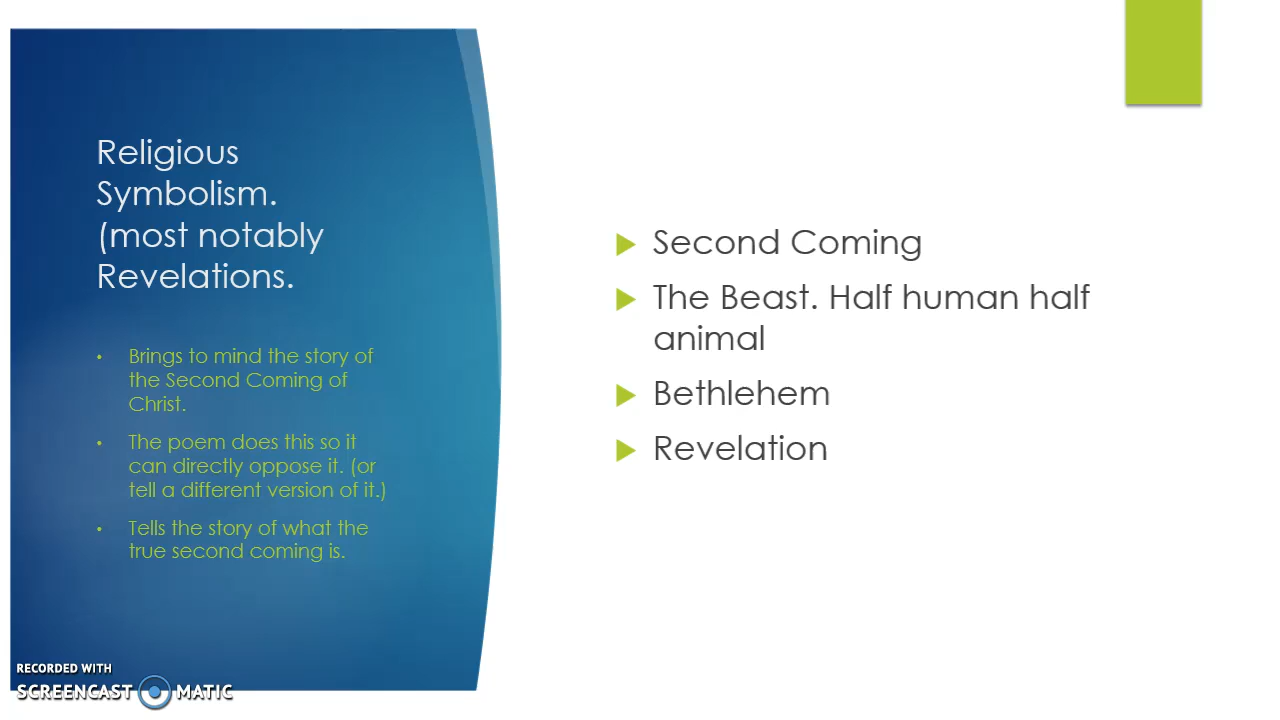 Religious
Symbolism.
(most notably
Revelations.
• Brings to mind the story of
the Second Coming of
Christ.
• The poem does this so it
can directly oppose it. (or
tell a different version of it.)
• Tells the story of what the
true second coming is.
Second Coming
The Beast. Half human half
animal
Bethlehem
Revelation
RECORDED WITH
SCREENCAST MATIC